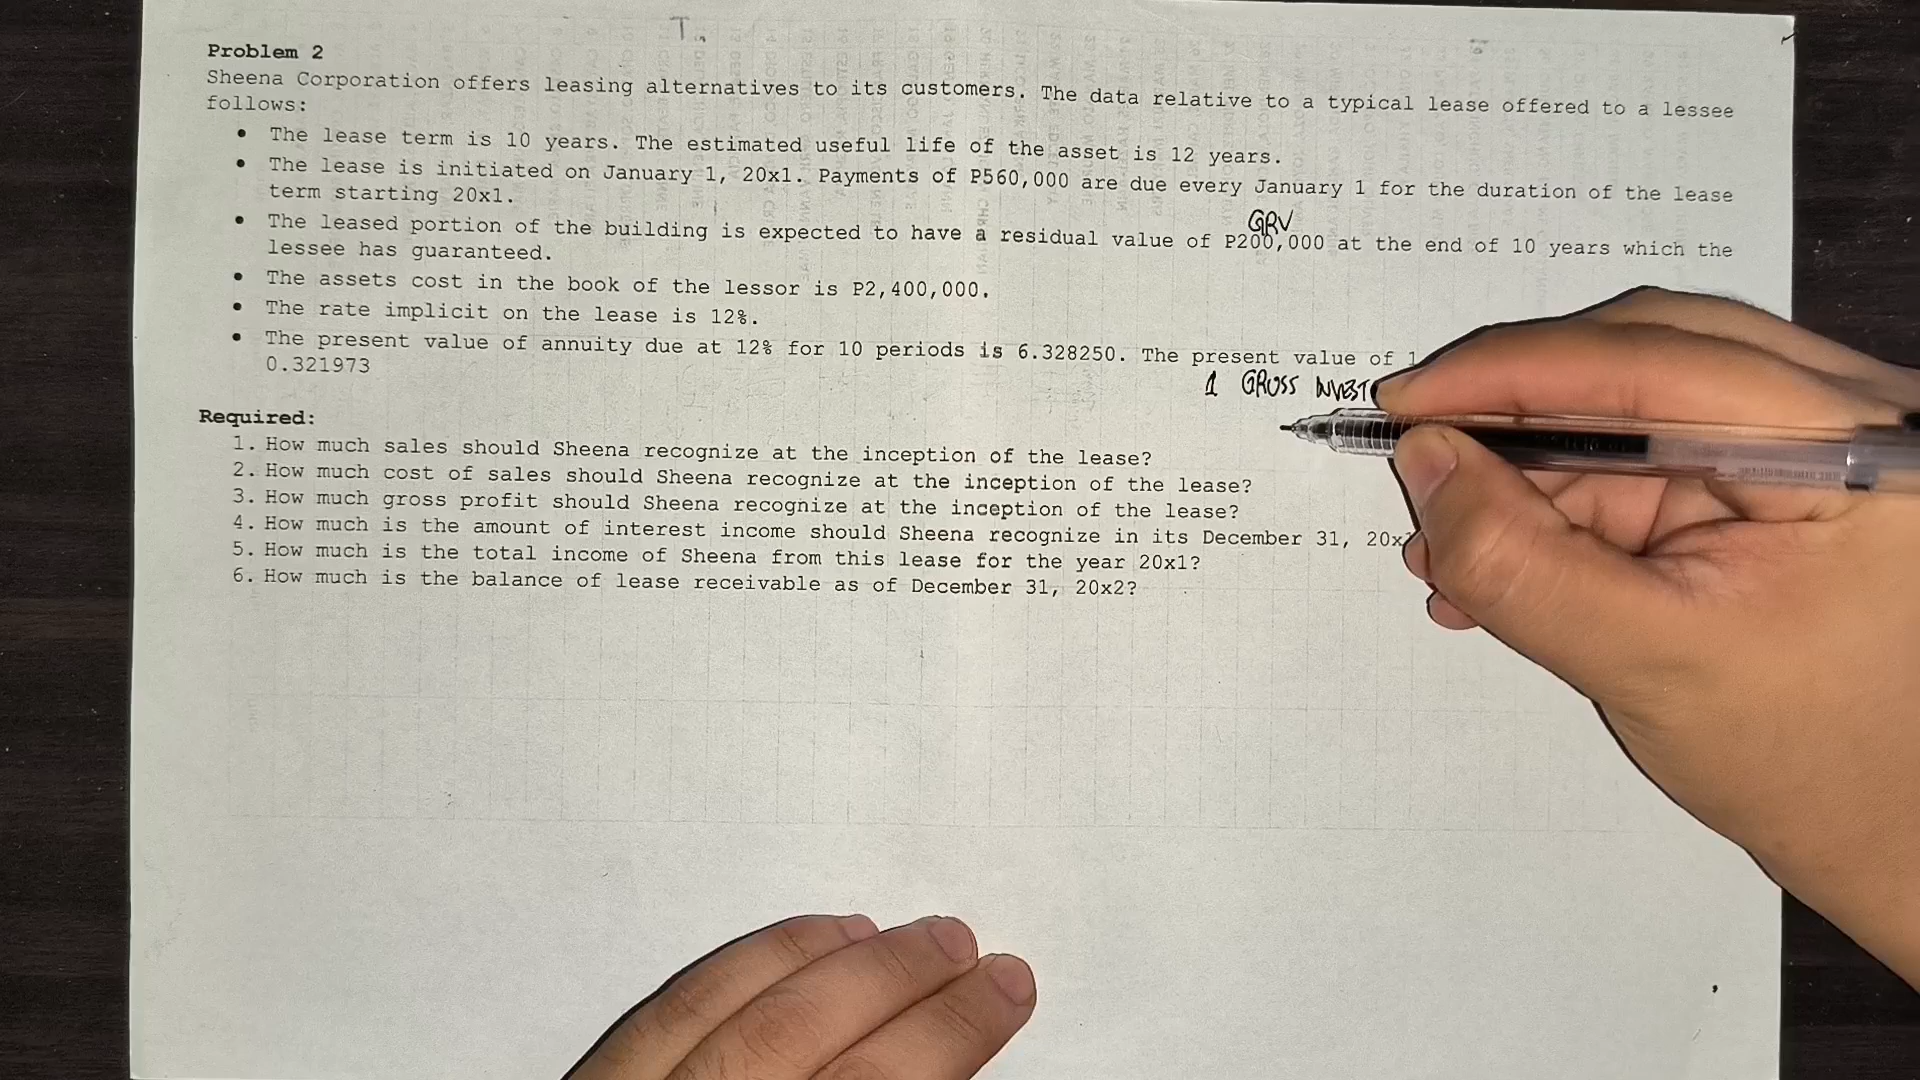 T.
Problem 2
Sheena Corporation offers leasing alternatives to its customers. The data relative to a typical lease offered to a lessee
follows:
• The lease term is 10 years. The estimated useful life of the asset is 12 years.
• The lease is initiated on January 1, 20x1. Payments of P560,000 are due every January 1 for the duration of the lease
term starting 20x1.
GRV
• The leased portion of the building is expected to have a residual value of P200,000 at the end of 10 years which the
lessee has guaranteed.
• The assets cost in the book of the lessor is P2,400,000.
• The rate implicit on the lease is 12%.
• The present value of annuity due at 12% for 10 periods is 6.328250. The present value of 1
0.321973
1 GROSS INVEST
Required:
1. How much sales should Sheena recognize at the inception of the lease?
2. How much cost of sales should Sheena recognize at the inception of the lease?
3. How much gross profit should Sheena recognize at the inception of the lease?
4. How much is the amount of interest income should Sheena recognize in its December 31,
5. How much is the total income of Sheena from this lease for the year 20x1?
6. How much is the balance of lease receivable as of December 31, 20x2?